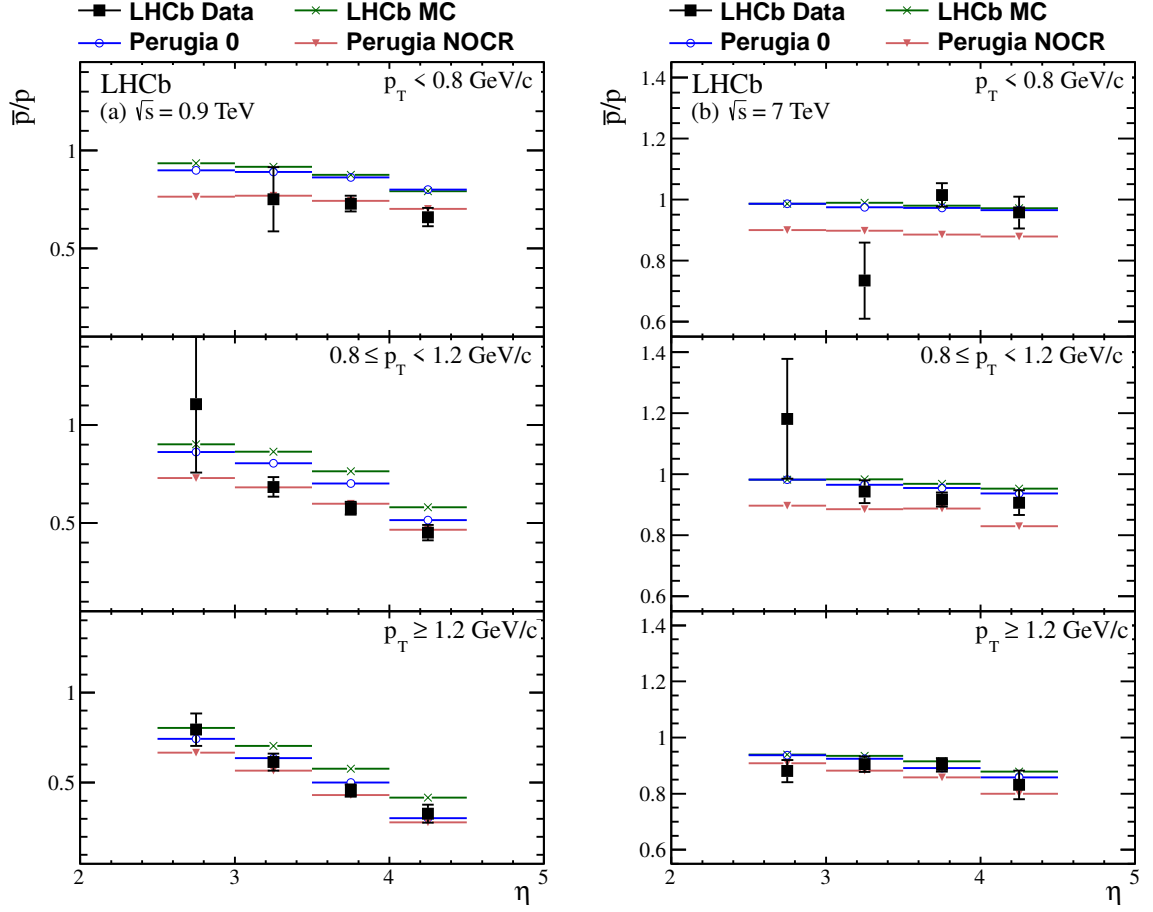 LHCb Data LHCb MC
Perugia 0 Perugia NOCR
p̅/p
LHCb
(a) √s = 0.9 TeV
p_T < 0.8 GeV/c
1
0.5
0.8 ≤ p_T < 1.2 GeV/c
1
0.5
p_T ≥ 1.2 GeV/c
1
0.5
2 3 4 5
η
LHCb Data LHCb MC
Perugia 0 Perugia NOCR
p̅/p
LHCb
(b) √s = 7 TeV
p_T < 0.8 GeV/c
1.4
1.2
1.0
0.8
0.6
0.8 ≤ p_T < 1.2 GeV/c
1.4
1.2
1.0
0.8
0.6
p_T ≥ 1.2 GeV/c
1.4
1.2
1.0
0.8
0.6
2 3 4 5
η